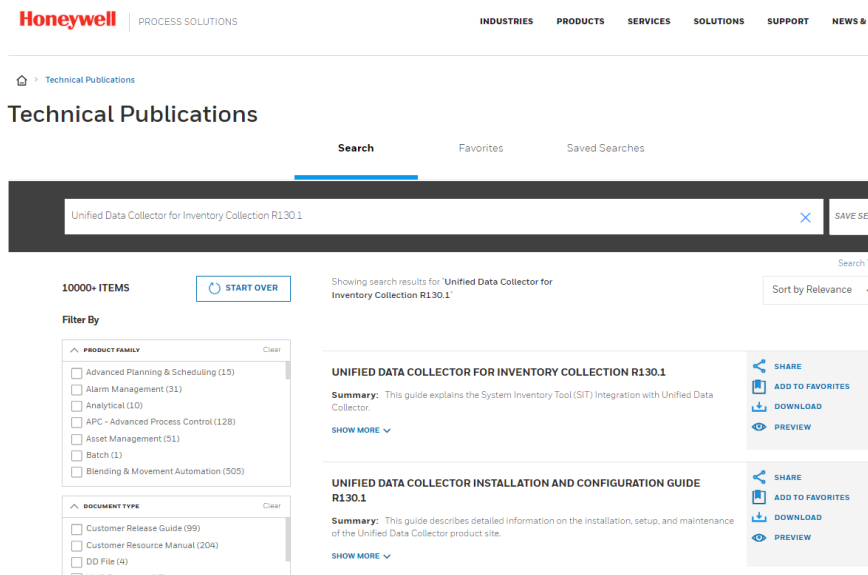 Honeywell
PROCESS SOLUTIONS
INDUSTRIES PRODUCTS SERVICES SOLUTIONS SUPPORT NEWS &
> Technical Publications
Technical Publications
Search Favorites Saved Searches
Unified Data Collector for Inventory Collection R130.1
SAVE SE
Search
10000+ ITEMS
START OVER
Showing search results for "Unified Data Collector for
Inventory Collection R130.1"
Sort by Relevance
Filter By
PRODUCT FAMILY Clear
Advanced Planning & Scheduling (15)
Alarm Management (31)
Analytical (10)
APC - Advanced Process Control (128)
Asset Management (51)
Batch (1)
Blending & Movement Automation (505)
DOCUMENT TYPE Clear
Customer Release Guide (99)
Customer Resource Manual (204)
DD File (4)
UNIFIED DATA COLLECTOR FOR INVENTORY COLLECTION R130.1
Summary: This guide explains the System Inventory Tool (SIT) Integration with Unified Data
Collector.
SHOW MORE
SHARE
ADD TO FAVORITES
DOWNLOAD
PREVIEW
UNIFIED DATA COLLECTOR INSTALLATION AND CONFIGURATION GUIDE
R130.1
Summary: This guide describes detailed information on the installation, setup, and maintenance
of the Unified Data Collector product site.
SHOW MORE
SHARE
ADD TO FAVORITES
DOWNLOAD
PREVIEW